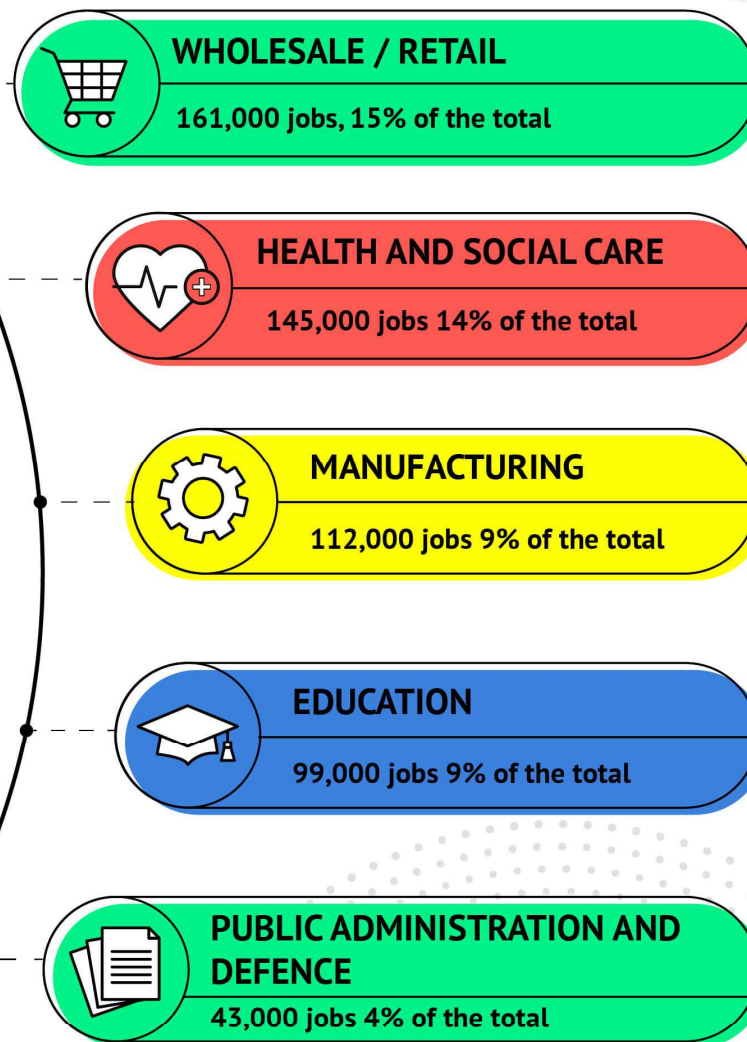 WHOLESALE / RETAIL
161,000 jobs, 15% of the total
HEALTH AND SOCIAL CARE
145,000 jobs 14% of the total
MANUFACTURING
112,000 jobs 9% of the total
EDUCATION
99,000 jobs 9% of the total
PUBLIC ADMINISTRATION AND
DEFENCE
43,000 jobs 4% of the total